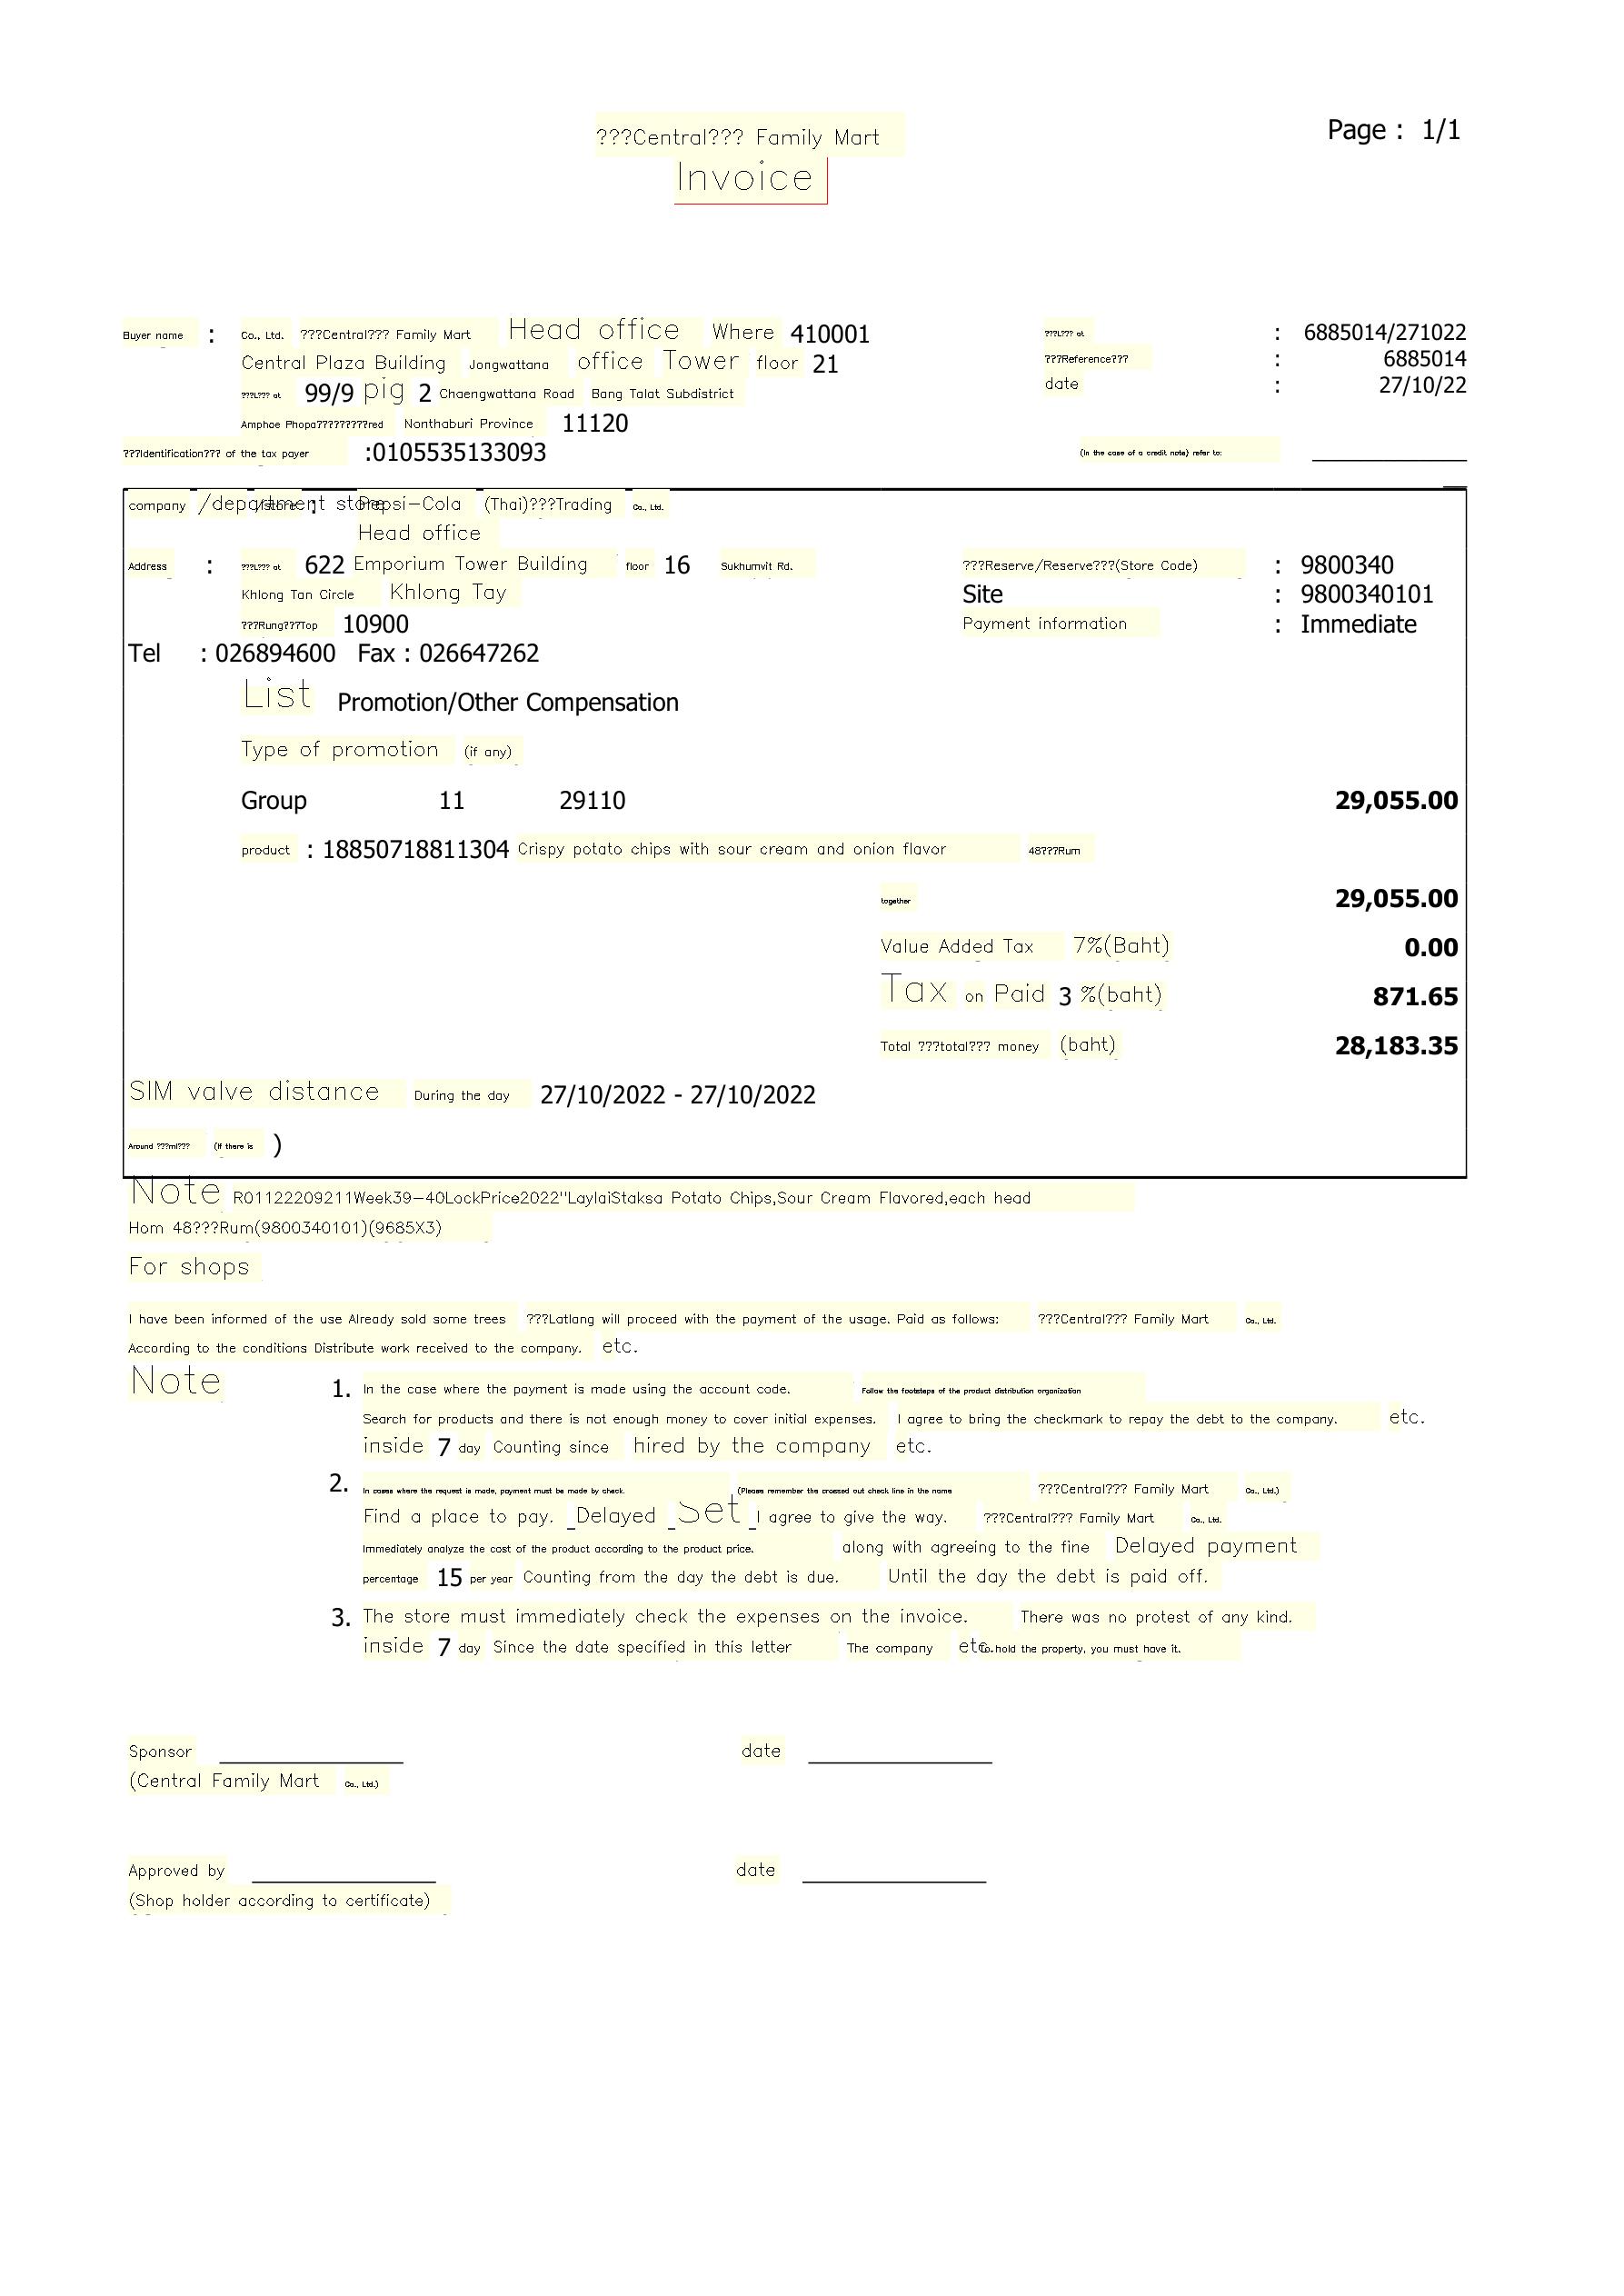 Page : 1/1
???Central??? Family Mart
Invoice
Buyer name : Co., Ltd. ???Central??? Family Mart Head office Where 410001
???L??? at : 6885014/271022
Central Plaza Building Jongwattana office Tower floor 21
???Reference??? : 6885014
???L??? at 99/9 pig 2 Chaengwattana Road Bang Talat Subdistrict
date : 27/10/22
Amphoe Phopa?????????red Nonthaburi Province 11120
???Identification??? of the tax payer :0105535133093
(In the case of a credit note) refer to:
company /department store : Pepsi-Cola (Thai)???Trading Co., Ltd.
Head office
Address : ???L??? at 622 Emporium Tower Building floor 16 Sukhumvit Rd.
???Reserve/Reserve???(Store Code) : 9800340
Khlong Tan Circle Khlong Tay
Site : 9800340101
???Rung???Top 10900
Payment information : Immediate
Tel : 026894600 Fax : 026647262
List Promotion/Other Compensation
Type of promotion (if any)
Group 11 29110 29,055.00
product : 18850718811304 Crispy potato chips with sour cream and onion flavor 48???Rum
together 29,055.00
Value Added Tax 7%(Baht) 0.00
Tax on Paid 3 %(baht) 871.65
Total ???total??? money (baht) 28,183.35
SIM valve distance During the day 27/10/2022 - 27/10/2022
Around ???ml??? (If there is )
Note R01122209211Week39-40LockPrice2022"LaylaiStaksa Potato Chips,Sour Cream Flavored,each head
Hom 48???Rum(9800340101)(9685X3)
For shops
I have been informed of the use Already sold some trees ???Latlang will proceed with the payment of the usage. Paid as follows: ???Central??? Family Mart Co., Ltd.
According to the conditions Distribute work received to the company. etc.
Note
1. In the case where the payment is made using the account code. Follow the footsteps of the product distribution organization
Search for products and there is not enough money to cover initial expenses. I agree to bring the checkmark to repay the debt to the company. etc.
inside 7 day Counting since hired by the company etc.
2. In cases where the request is made, payment must be made by check. (Please remember the crossed out check line in the name ???Central??? Family Mart Co., Ltd.)
Find a place to pay. _Delayed _Set _I agree to give the way. ???Central??? Family Mart Co., Ltd.
Immediately analyze the cost of the product according to the product price. along with agreeing to the fine Delayed payment
percentage 15 per year Counting from the day the debt is due. Until the day the debt is paid off.
3. The store must immediately check the expenses on the invoice. There was no protest of any kind.
inside 7 day Since the date specified in this letter The company etc. To hold the property, you must have it.
Sponsor date
(Central Family Mart Co., Ltd.)
Approved by date
(Shop holder according to certificate)